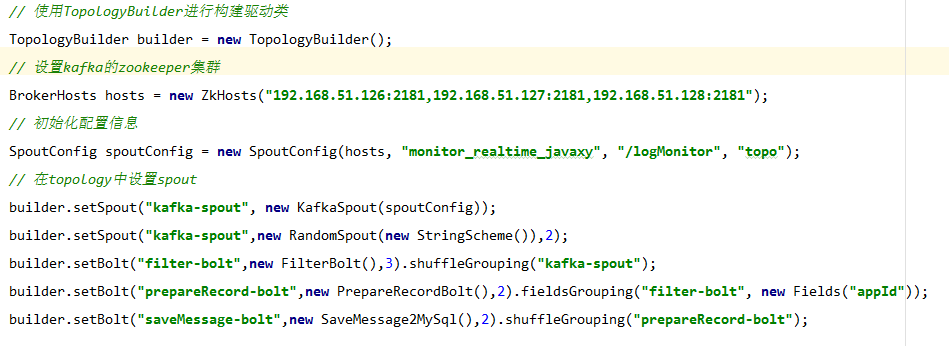 // 使用TopologyBuilder进行构建驱动类
TopologyBuilder builder = new TopologyBuilder();
// 设置kafka的zookeeper集群
BrokerHosts hosts = new ZkHosts("192.168.51.126:2181,192.168.51.127:2181,192.168.51.128:2181");
// 初始化配置信息
SpoutConfig spoutConfig = new SpoutConfig(hosts, "monitor_realtime_javaxy", "/logMonitor", "topo");
// 在topology中设置spout
builder.setSpout("kafka-spout", new KafkaSpout(spoutConfig));
builder.setSpout("kafka-spout",new RandomSpout(new StringScheme()),2);
builder.setBolt("filter-bolt",new FilterBolt(),3).shuffleGrouping("kafka-spout");
builder.setBolt("prepareRecord-bolt",new PrepareRecordBolt(),2).fieldsGrouping("filter-bolt", new Fields("appId"));
builder.setBolt("saveMessage-bolt",new SaveMessage2MySql(),2).shuffleGrouping("prepareRecord-bolt");